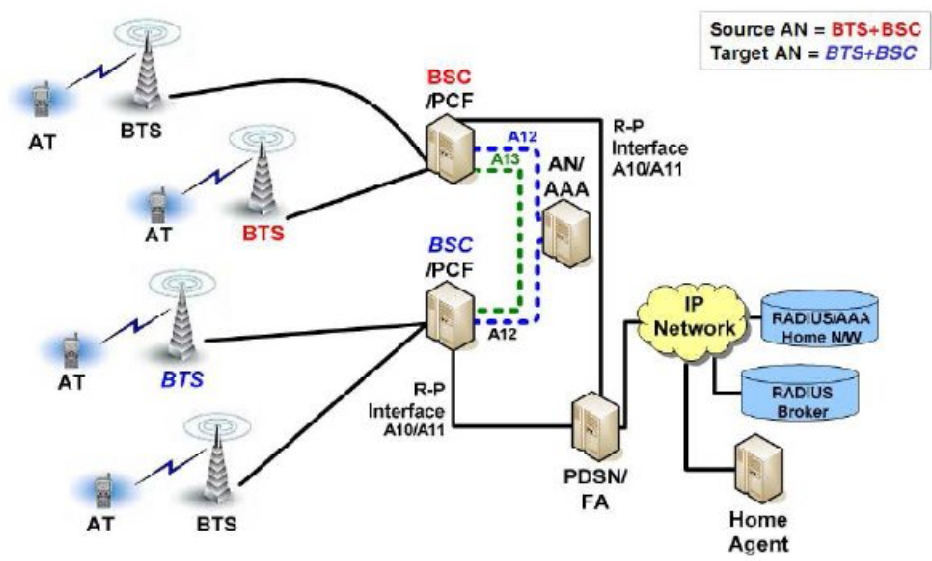 Source AN = BTS+BSC
Target AN = BTS+BSC
AT
BTS
BSC
/PCF
A12
A13
R-P
Interface
A10/A11
AN/
AAA
AT
BTS
BSC
/PCF
A12
AT
BTS
R-P
Interface
A10/A11
IP
Network
RADIUS/AAA
Home N/W
RADIUS
Broker
PDSN/
FA
AT
BTS
Home
Agent